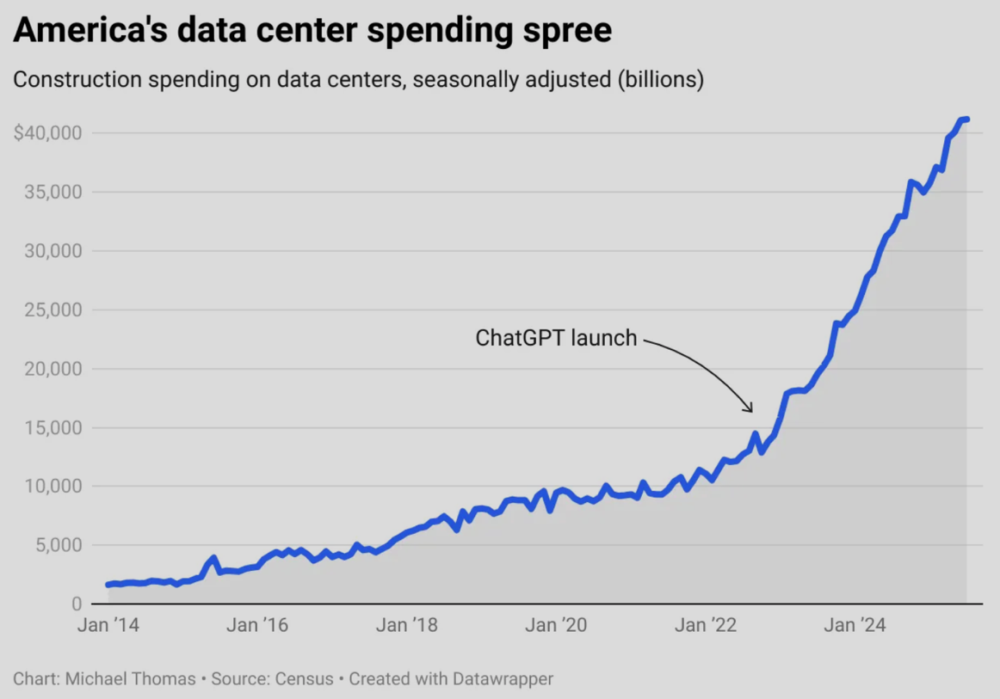 America's data center spending spree
Construction spending on data centers, seasonally adjusted (billions)
$40,000
35,000
30,000
25,000
ChatGPT launch
20,000
15,000
10,000
5,000
0
Jan ’14 Jan ’16 Jan ’18 Jan ’20 Jan ’22 Jan ’24
Chart: Michael Thomas • Source: Census • Created with Datawrapper